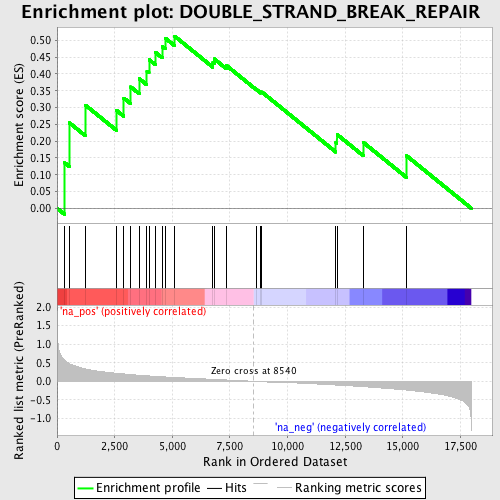 Enrichment plot: DOUBLE_STRAND_BREAK_REPAIR
Enrichment score (ES)
0.50
0.45
0.40
0.35
0.30
0.25
0.20
0.15
0.10
0.05
0.00
'na_pos' (positively correlated)
Ranked list metric (PreRanked)
2.0
1.5
1.0
0.5
0.0
-0.5
-1.0
Zero cross at 8540
'na_neg' (negatively correlated)
0
2,500
5,000
7,500
10,000
12,500
15,000
17,500
Rank in Ordered Dataset
Enrichment profile
Hits
Ranking metric scores